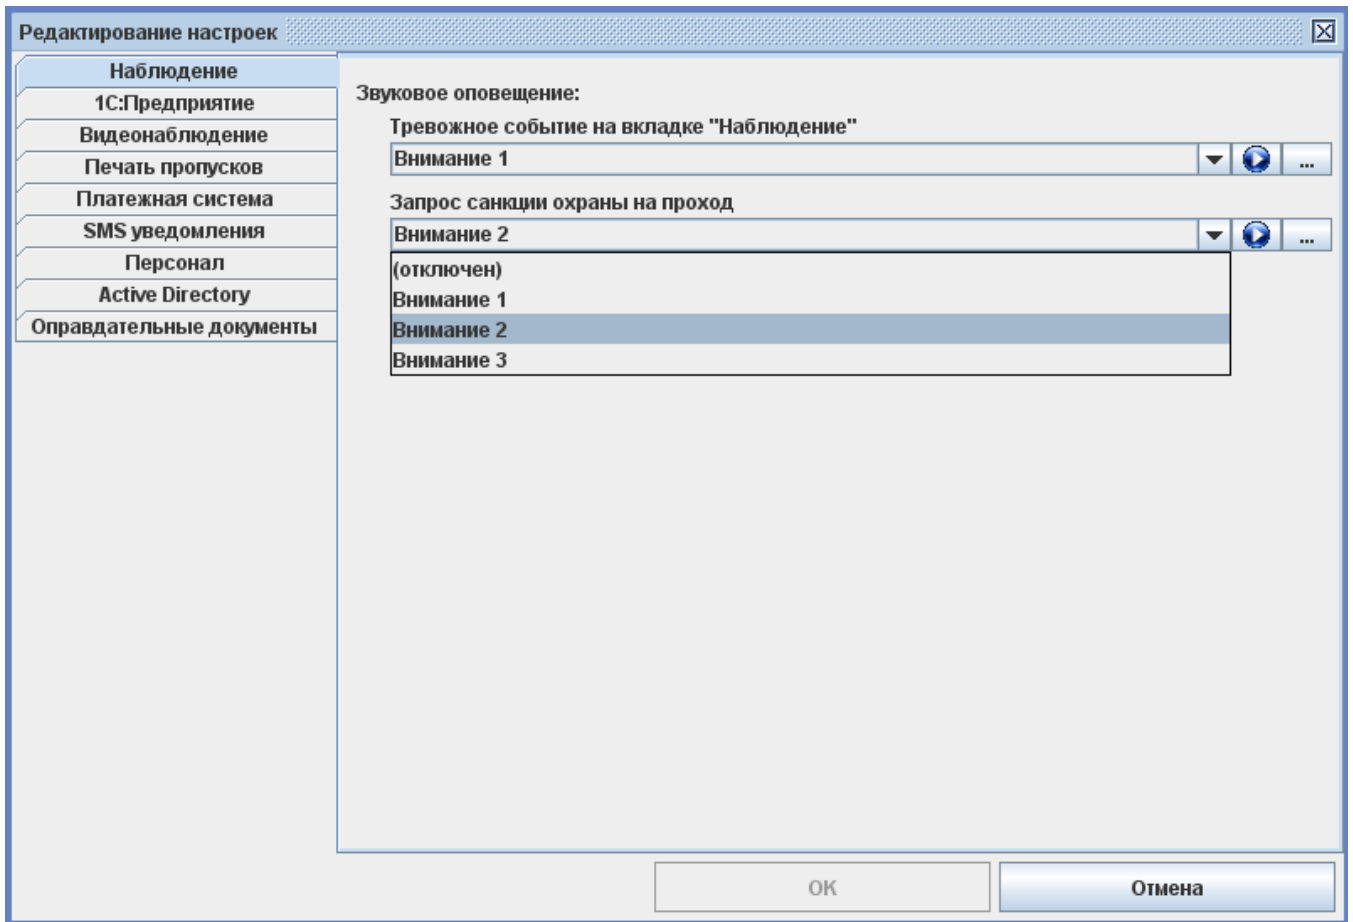 Редактирование настроек
Наблюдение
1С:Предприятие
Видеонаблюдение
Печать пропусков
Платежная система
SMS уведомления
Персонал
Active Directory
Оправдательные документы
Звуковое оповещение:
Тревожное событие на вкладке "Наблюдение"
Внимание 1
...
Запрос санкции охраны на проход
Внимание 2
...
(отключен)
Внимание 1
Внимание 2
Внимание 3
OK
Отмена